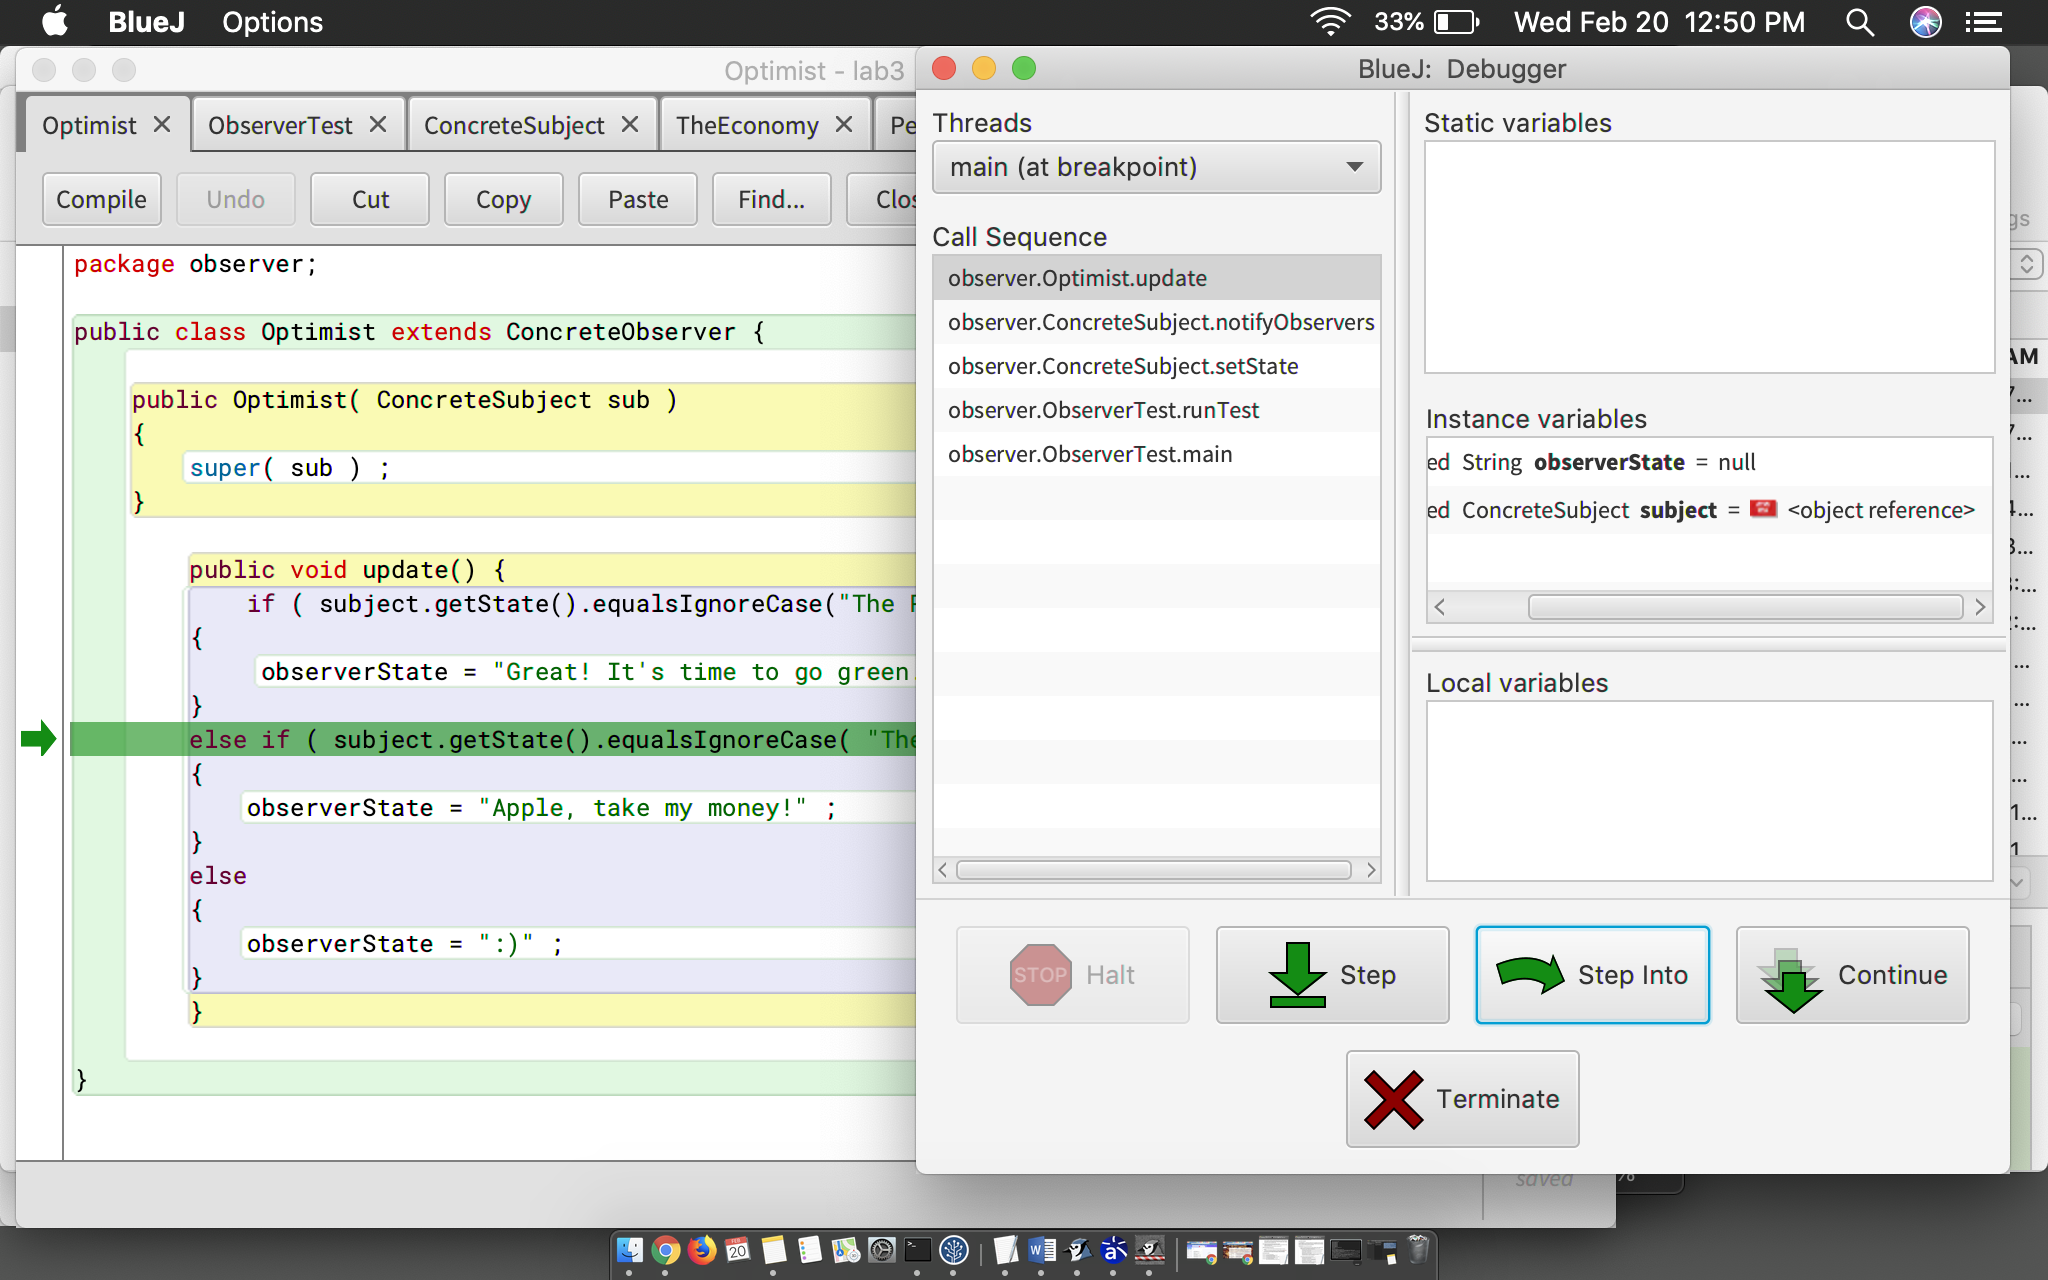 BlueJ Options 33% Wed Feb 20 12:50 PM
Optimist - lab3
Optimist ObserverTest ConcreteSubject TheEconomy Pe
Compile Undo Cut Copy Paste Find... Clos
package observer;
public class Optimist extends ConcreteObserver {
public Optimist( ConcreteSubject sub )
{
super( sub ) ;
}
public void update() {
if ( subject.getState().equalsIgnoreCase("The
{
observerState = "Great! It's time to go green.
}
else if ( subject.getState().equalsIgnoreCase( "The
{
observerState = "Apple, take my money!" ;
}
else
{
observerState = ":)" ;
}
}
}
BlueJ: Debugger
Threads
main (at breakpoint)
Call Sequence
observer.Optimist.update
observer.ConcreteSubject.notifyObservers
observer.ConcreteSubject.setState
observer.ObserverTest.runTest
observer.ObserverTest.main
Static variables
Instance variables
ed String observerState = null
ed ConcreteSubject subject = <object reference>
Local variables
STOP Halt
Step
Step Into
Continue
Terminate
gs
AM
saved
%
FEB
20